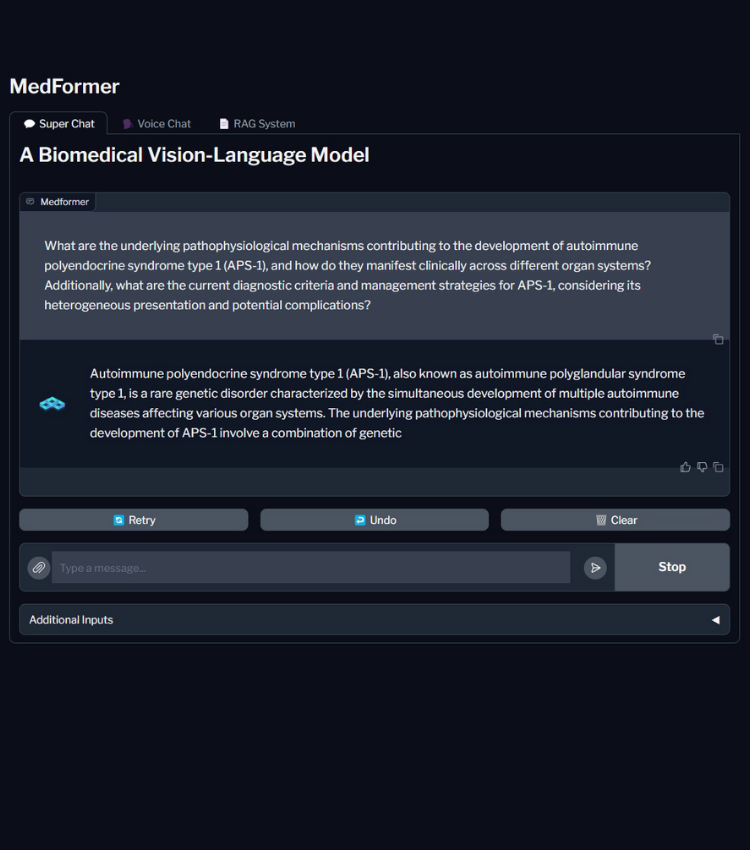 MedFormer
Super Chat
Voice Chat
RAG System
A Biomedical Vision-Language Model
Medformer
What are the underlying pathophysiological mechanisms contributing to the development of autoimmune
polyendocrine syndrome type 1 (APS-1), and how do they manifest clinically across different organ systems?
Additionally, what are the current diagnostic criteria and management strategies for APS-1, considering its
heterogeneous presentation and potential complications?
Autoimmune polyendocrine syndrome type 1 (APS-1), also known as autoimmune polyglandular syndrome
type 1, is a rare genetic disorder characterized by the simultaneous development of multiple autoimmune
diseases affecting various organ systems. The underlying pathophysiological mechanisms contributing to the
development of APS-1 involve a combination of genetic
Retry
Undo
Clear
Type a message...
Stop
Additional Inputs